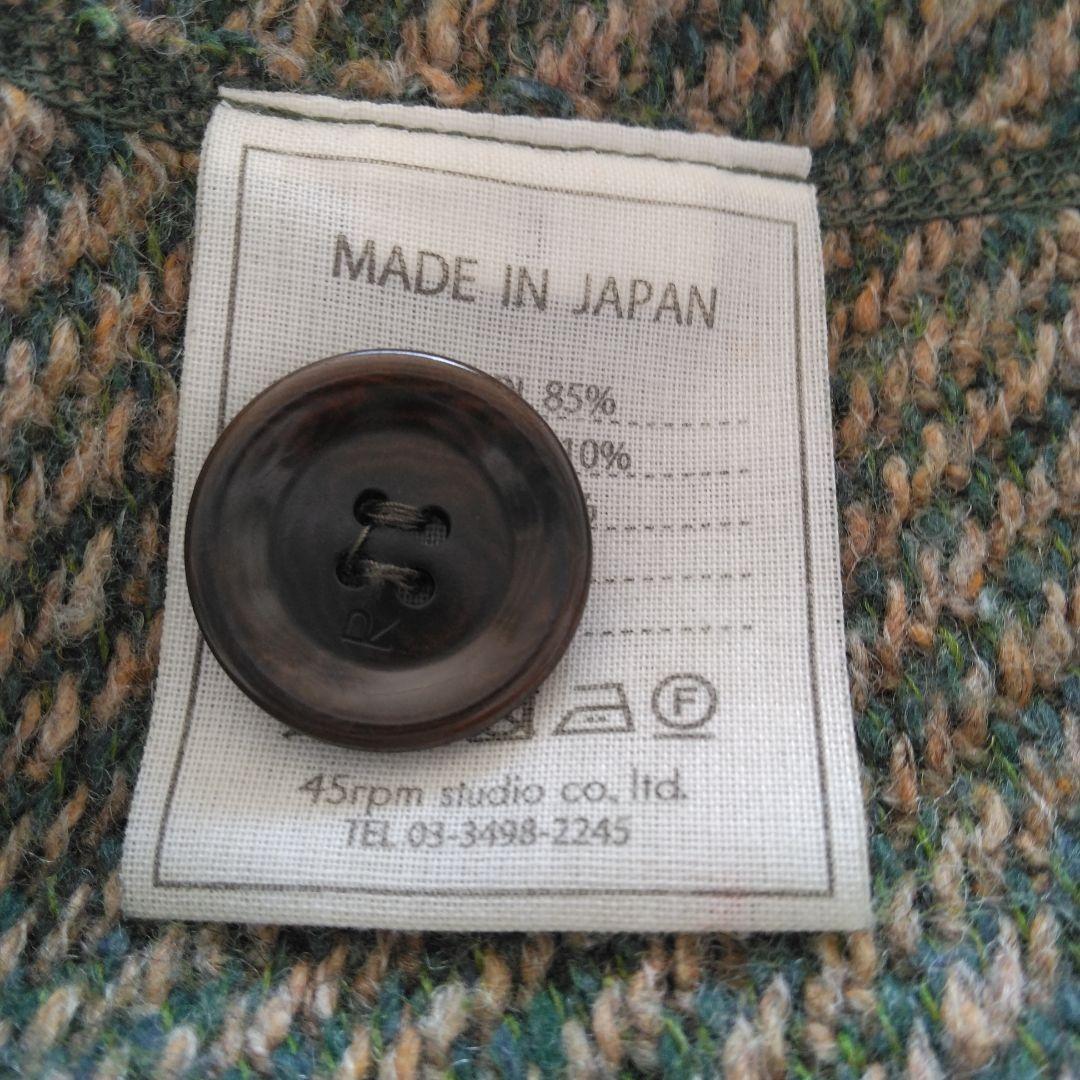 MADE IN JAPAN
85%
10%
R
F
45rpm studio co., ltd.
TEL 03-3498-2245